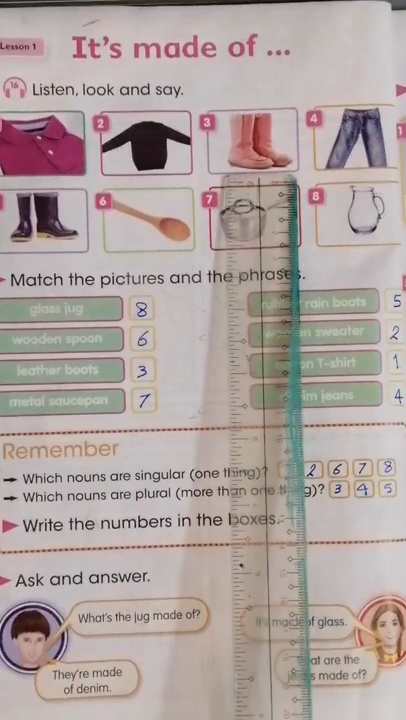 Lesson 1
It's made of ...
16
Listen, look and say.
2
3
4
1
6
7
8
Match the pictures and the phrases.
glass jug 8
rain boots 5
wooden spoon 6
sweater 2
leather boots 3
T-shirt 1
metal saucepan 7
jeans 4
Remember
Which nouns are singular (one thing)? 2 6 7 8
Which nouns are plural (more than one g)? 3 4 5
Write the numbers in the boxes.
Ask and answer.
What's the jug made of?
It's made of glass.
They're made
of denim.
at are the
s made of?